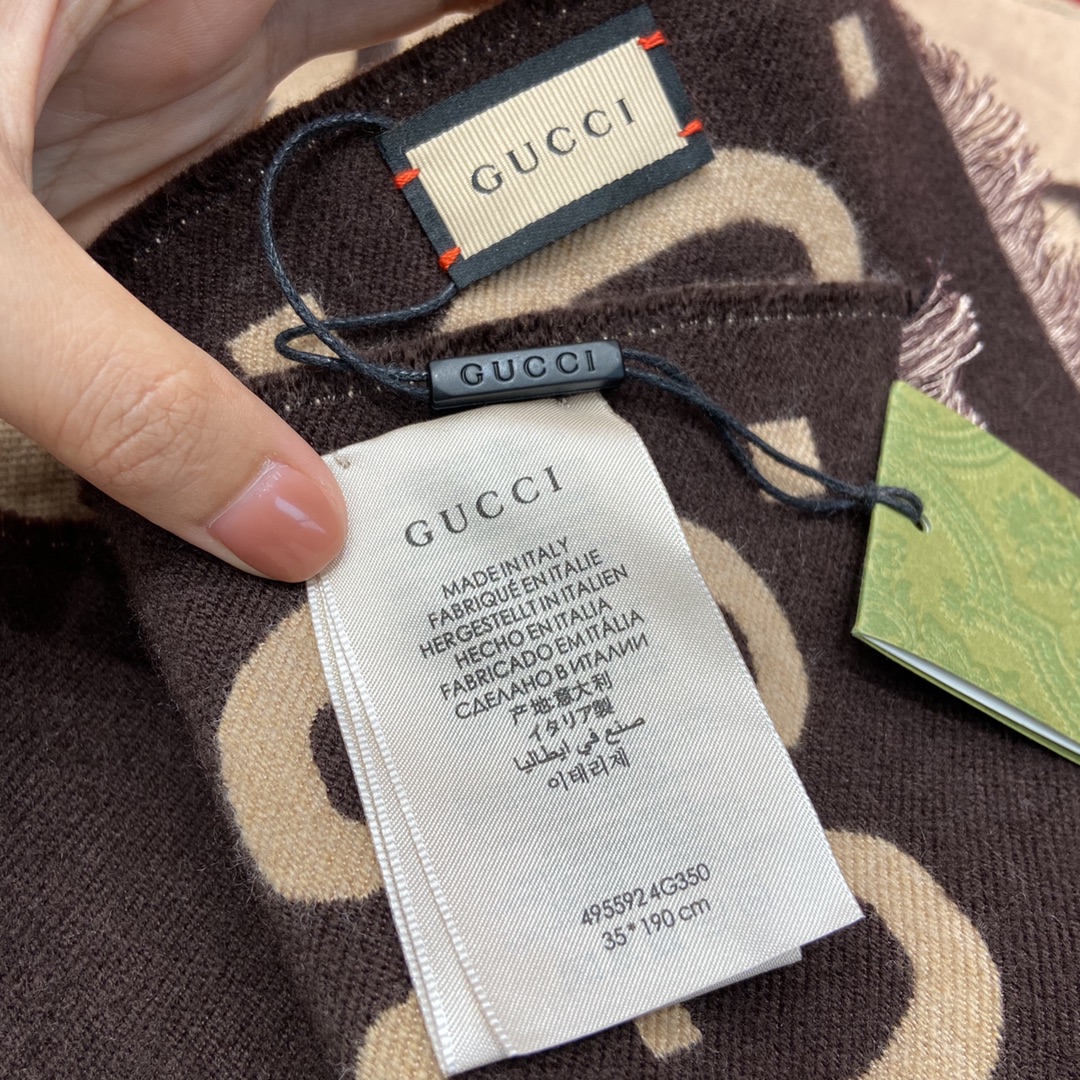 GUCCI
GUCCI
GUCCI
MADE IN ITALY
FABRIQUÉ EN ITALIE
HERGESTELLT IN ITALIEN
HECHO EN ITALIA
FABRICADO EM ITÁLIA
СДЕЛАНО В ИТАЛИИ
产地:意大利
イタリア製
صنع في ايطاليا
이테리제
495592 4G350
35* 190 cm